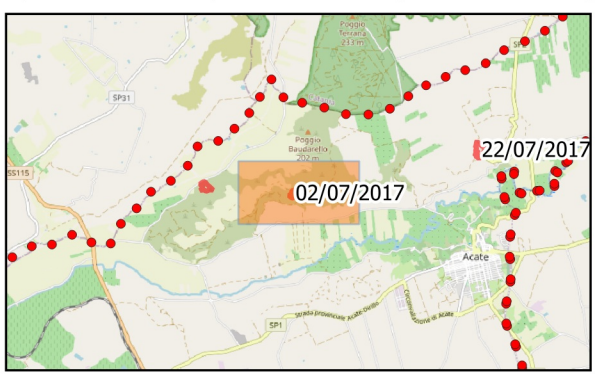 Poggio
Terrana
233 m
SP31
Poggio
Baudarello
202 m
22/07/2017
SS115
02/07/2017
Acate
Strada provinciale Acate-Dirillo
Circonvallazione di Acate
SP1